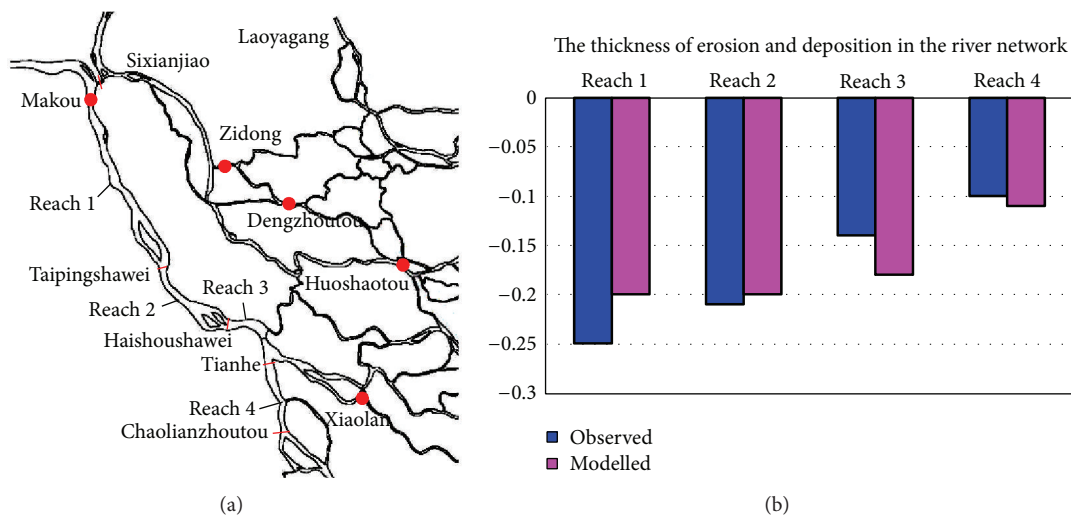 Laoyagang
Sixianjiao
Makou
Zidong
Reach 1
Dengzhoutou
Taipingshawei
Reach 3
Huoshaotou
Reach 2
Haishoushawei
Tianhe
Reach 4
Xiaolan
Chaolianzhoutou
(a)
The thickness of erosion and deposition in the river network
Reach 1 Reach 2 Reach 3 Reach 4
0
−0.05
−0.1
−0.15
−0.2
−0.25
−0.3
Observed
Modelled
(b)